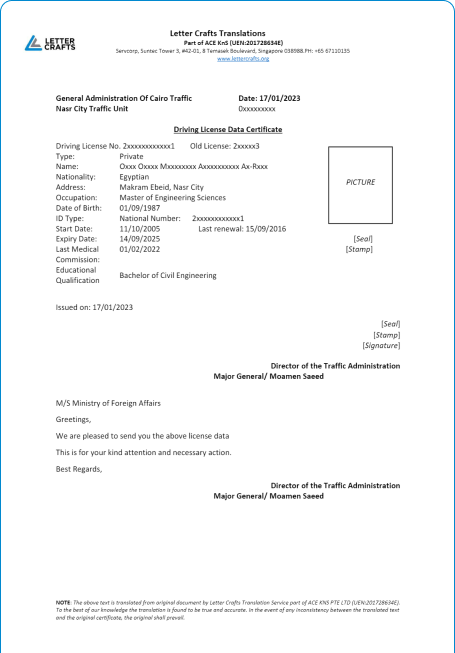 LETTER
CRAFTS
Letter Crafts Translations
Part of ACE KnS [UEN:201728634E]
Servcorp, Suntec Tower 3, #42-01, 8 Temasek Boulevard, Singapore 038988.PH: +65 67110135
www.lettercrafts.org
General Administration Of Cairo Traffic Date: 17/01/2023
Nasr City Traffic Unit 0xxxxxxxxx
Driving License Data Certificate
Driving License No. 2xxxxxxxxxxxx1 Old License: 2xxxxx3
Type: Private
Name: Oxxx Oxxxx Mxxxxxxxx Axxxxxxxxxx Ax-Rxxx
Nationality: Egyptian
Address: Makram Ebeid, Nasr City
Occupation: Master of Engineering Sciences
Date of Birth: 01/09/1987
ID Type: National Number: 2xxxxxxxxxxxx1
Start Date: 11/10/2005 Last renewal: 15/09/2016
Expiry Date: 14/09/2025
Last Medical 01/02/2022
Commission:
Educational
Qualification Bachelor of Civil Engineering
PICTURE
[Seal]
[Stamp]
Issued on: 17/01/2023
[Seal]
[Stamp]
[Signature]
Director of the Traffic Administration
Major General/ Moamen Saeed
M/S Ministry of Foreign Affairs
Greetings,
We are pleased to send you the above license data
This is for your kind attention and necessary action.
Best Regards,
Director of the Traffic Administration
Major General/ Moamen Saeed
NOTE: The above text is translated from original document by Letter Crafts Translation Service part of ACE KNS PTE LTD (UEN:201728634E).
To the best of our knowledge the translation is found to be true and accurate. In the event of any inconsistency between the translated text
and the original certificate, the original shall prevail.